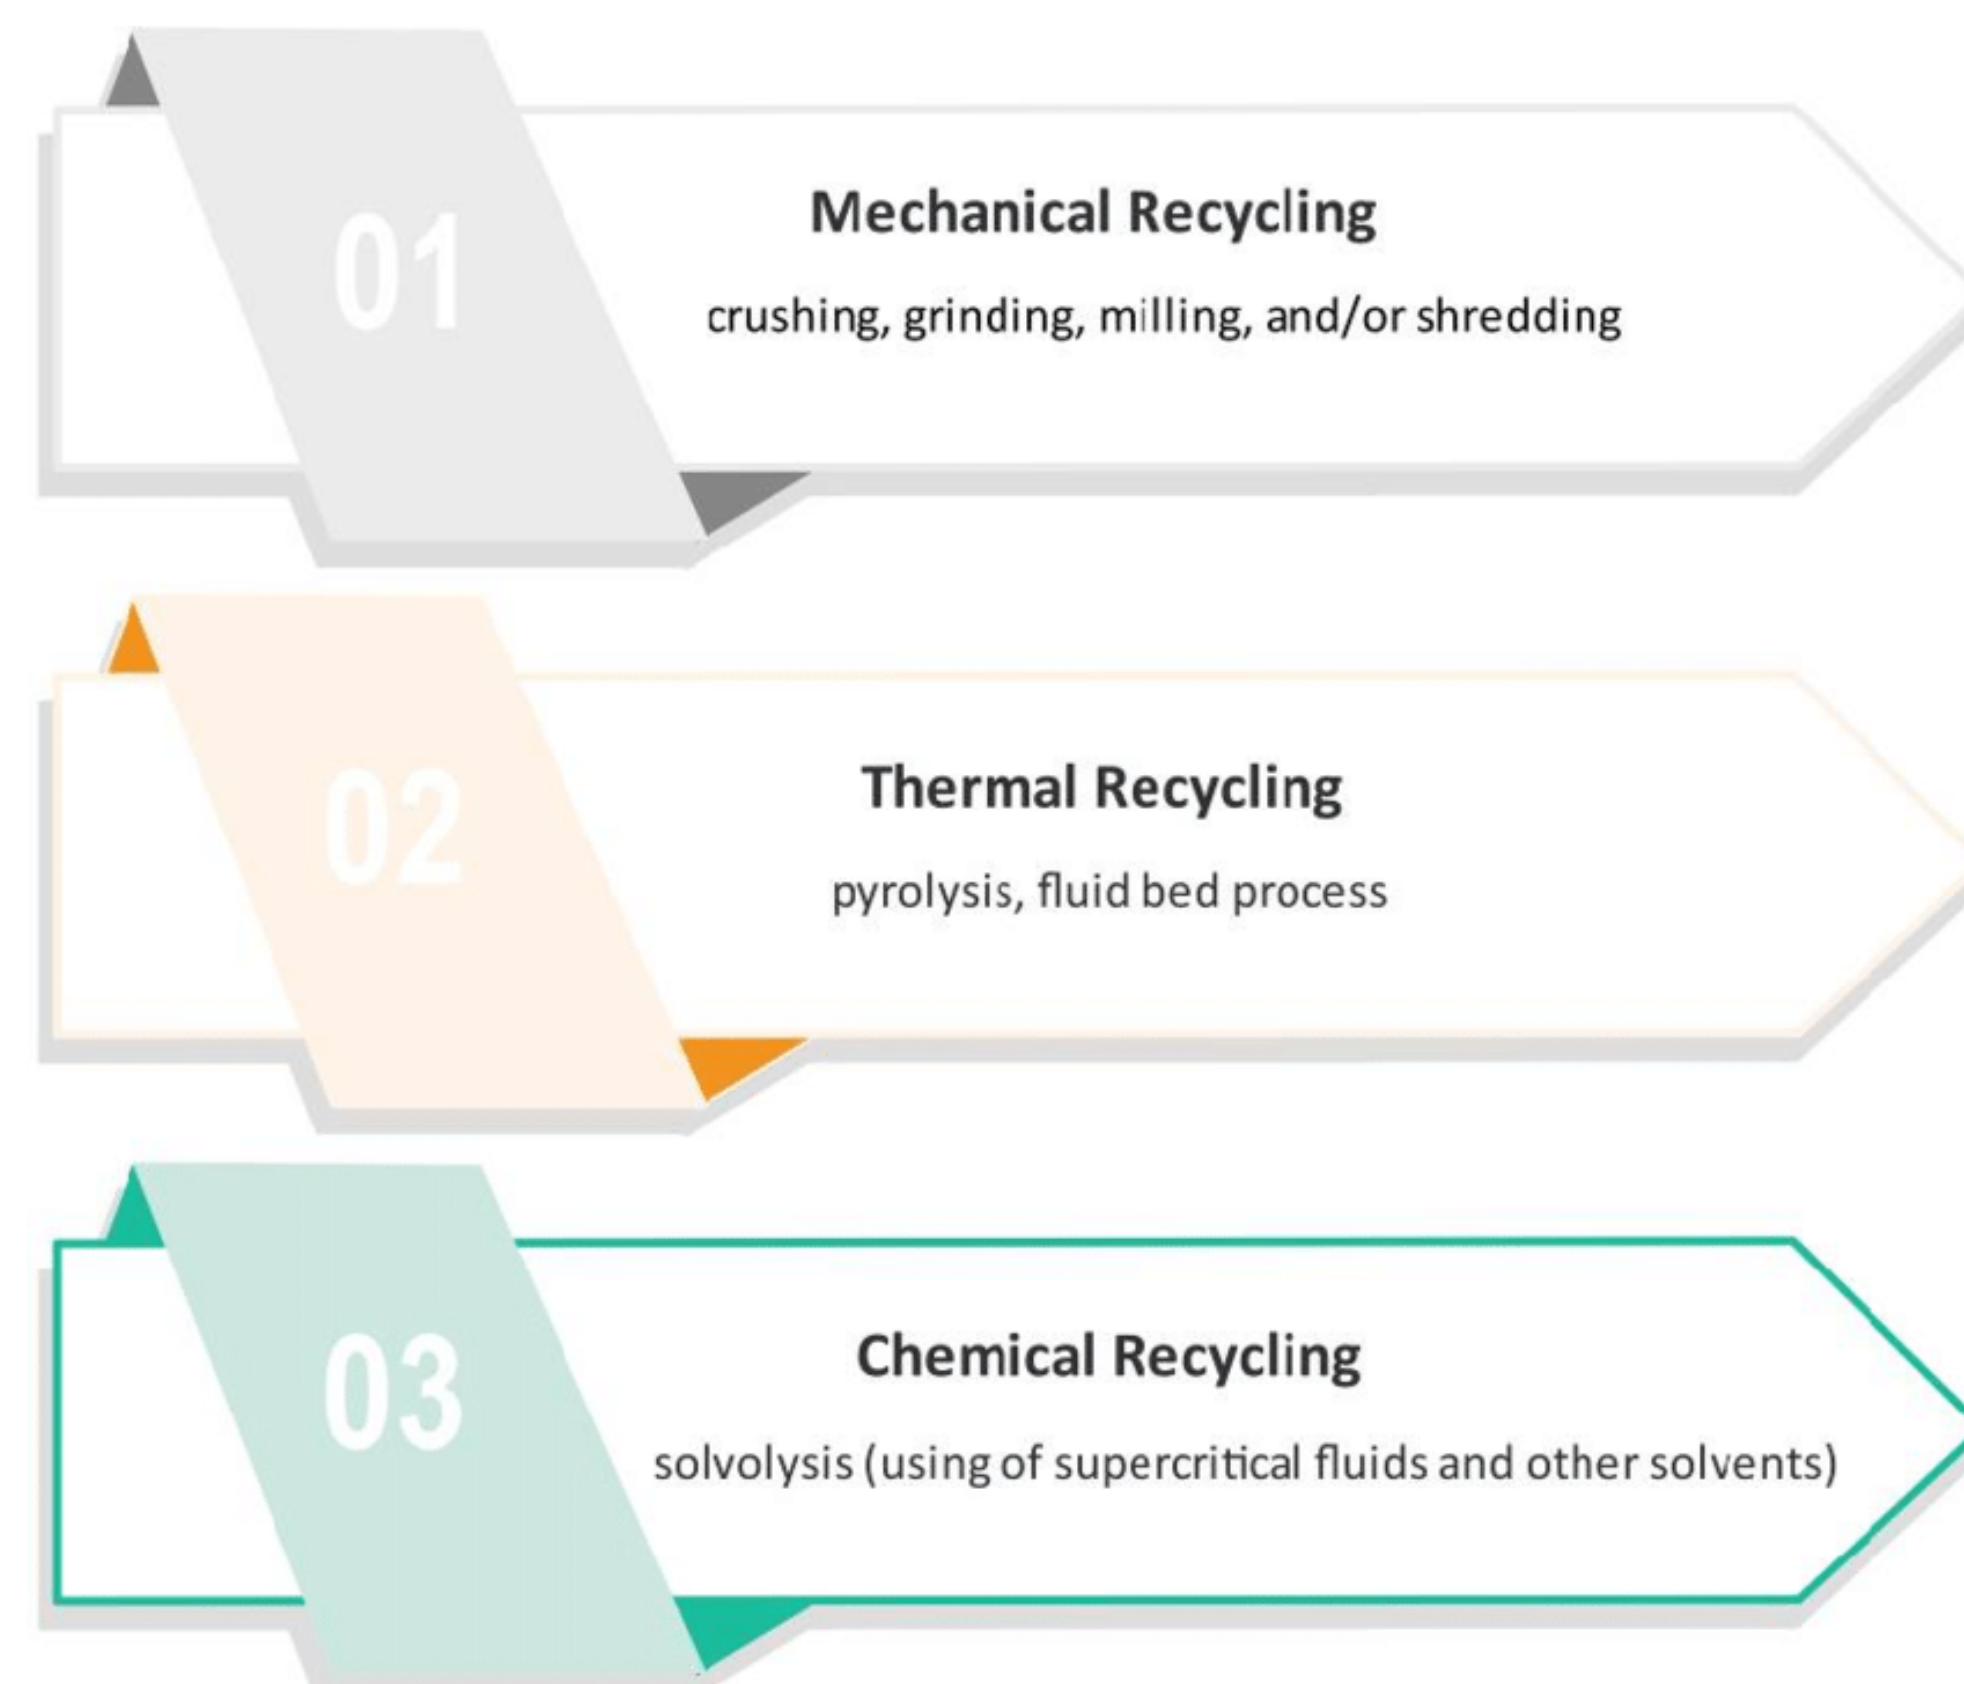 01
Mechanical Recycling
crushing, grinding, milling, and/or shredding
02
Thermal Recycling
pyrolysis, fluid bed process
03
Chemical Recycling
solvolysis (using of supercritical fluids and other solvents)